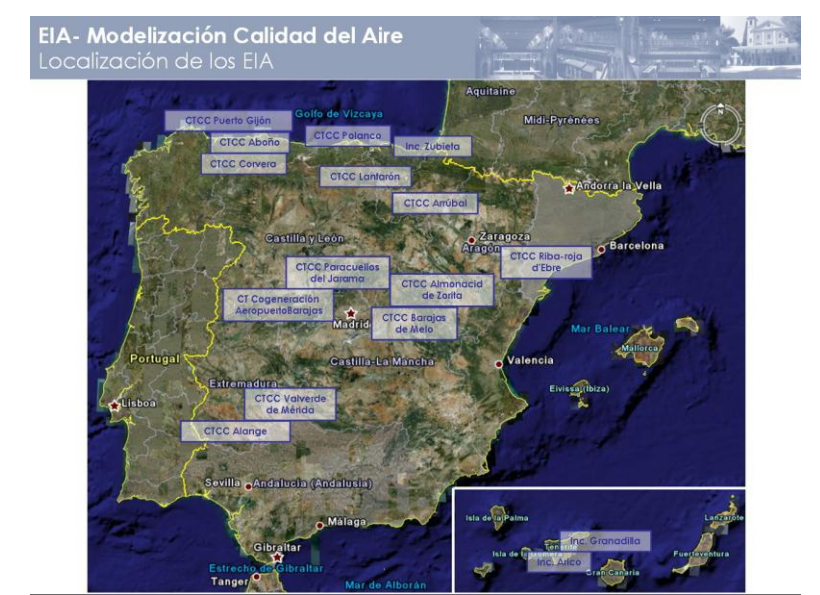 EIA- Modelización Calidad del Aire
Localización de los EIA
Aquitaine
Golfo de Vizcaya
Midi-Pyrénées
N
CTCC Puerto Gijón
CTCC Aboño
CTCC Polanco
Inc. Zubieta
CTCC Corvera
CTCC Lantarón
Andorra la Vella
CTCC Arrúbal
Castilla y León
Zaragoza
Aragón
Barcelona
CTCC Riba-roja
d'Ebre
CTCC Paracuellos
del Jarama
CTCC Almonacid
de Zorita
CT Cogeneración
AeropuertoBarajas
Madrid
CTCC Barajas
de Melo
Mar Balear
Mallorca
Portugal
Castilla-La Mancha
Valencia
Extremadura
Eivissa (Ibiza)
Lisboa
CTCC Valverde
de Mérida
CTCC Alange
Sevilla
Andalucía (Andalusia)
Málaga
Gibraltar
Estrecho de Gibraltar
Tanger
Mar de Alborán
Isla de la Palma
Lanzarote
Inc. Granadilla
Tenerife
Isla de
Fuerteventura
Inc. Arico
Gran Canaria